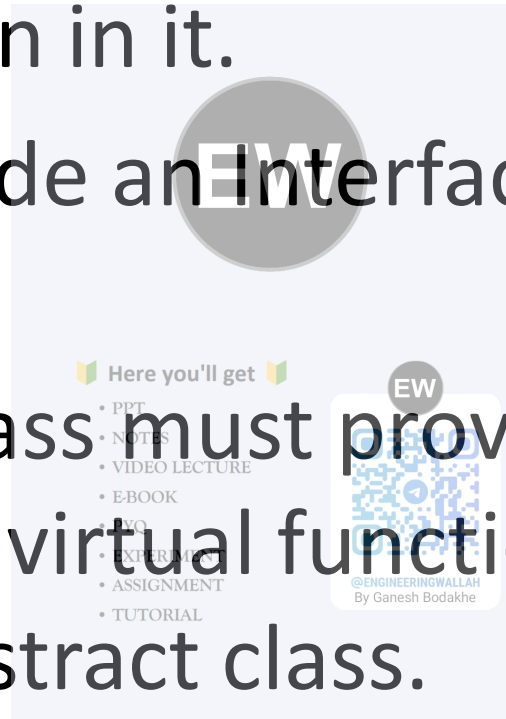 n in it.
EW
de an Interfac
Here you'll get
• PPT
• NOTES
• VIDEO LECTURE
• E-BOOK
• PYQ
• EXPERIMENT
• ASSIGNMENT
• TUTORIAL
EW
@ENGINEERINGWALLAH
By Ganesh Bodakhe
ass must prov
virtual functi
stract class.